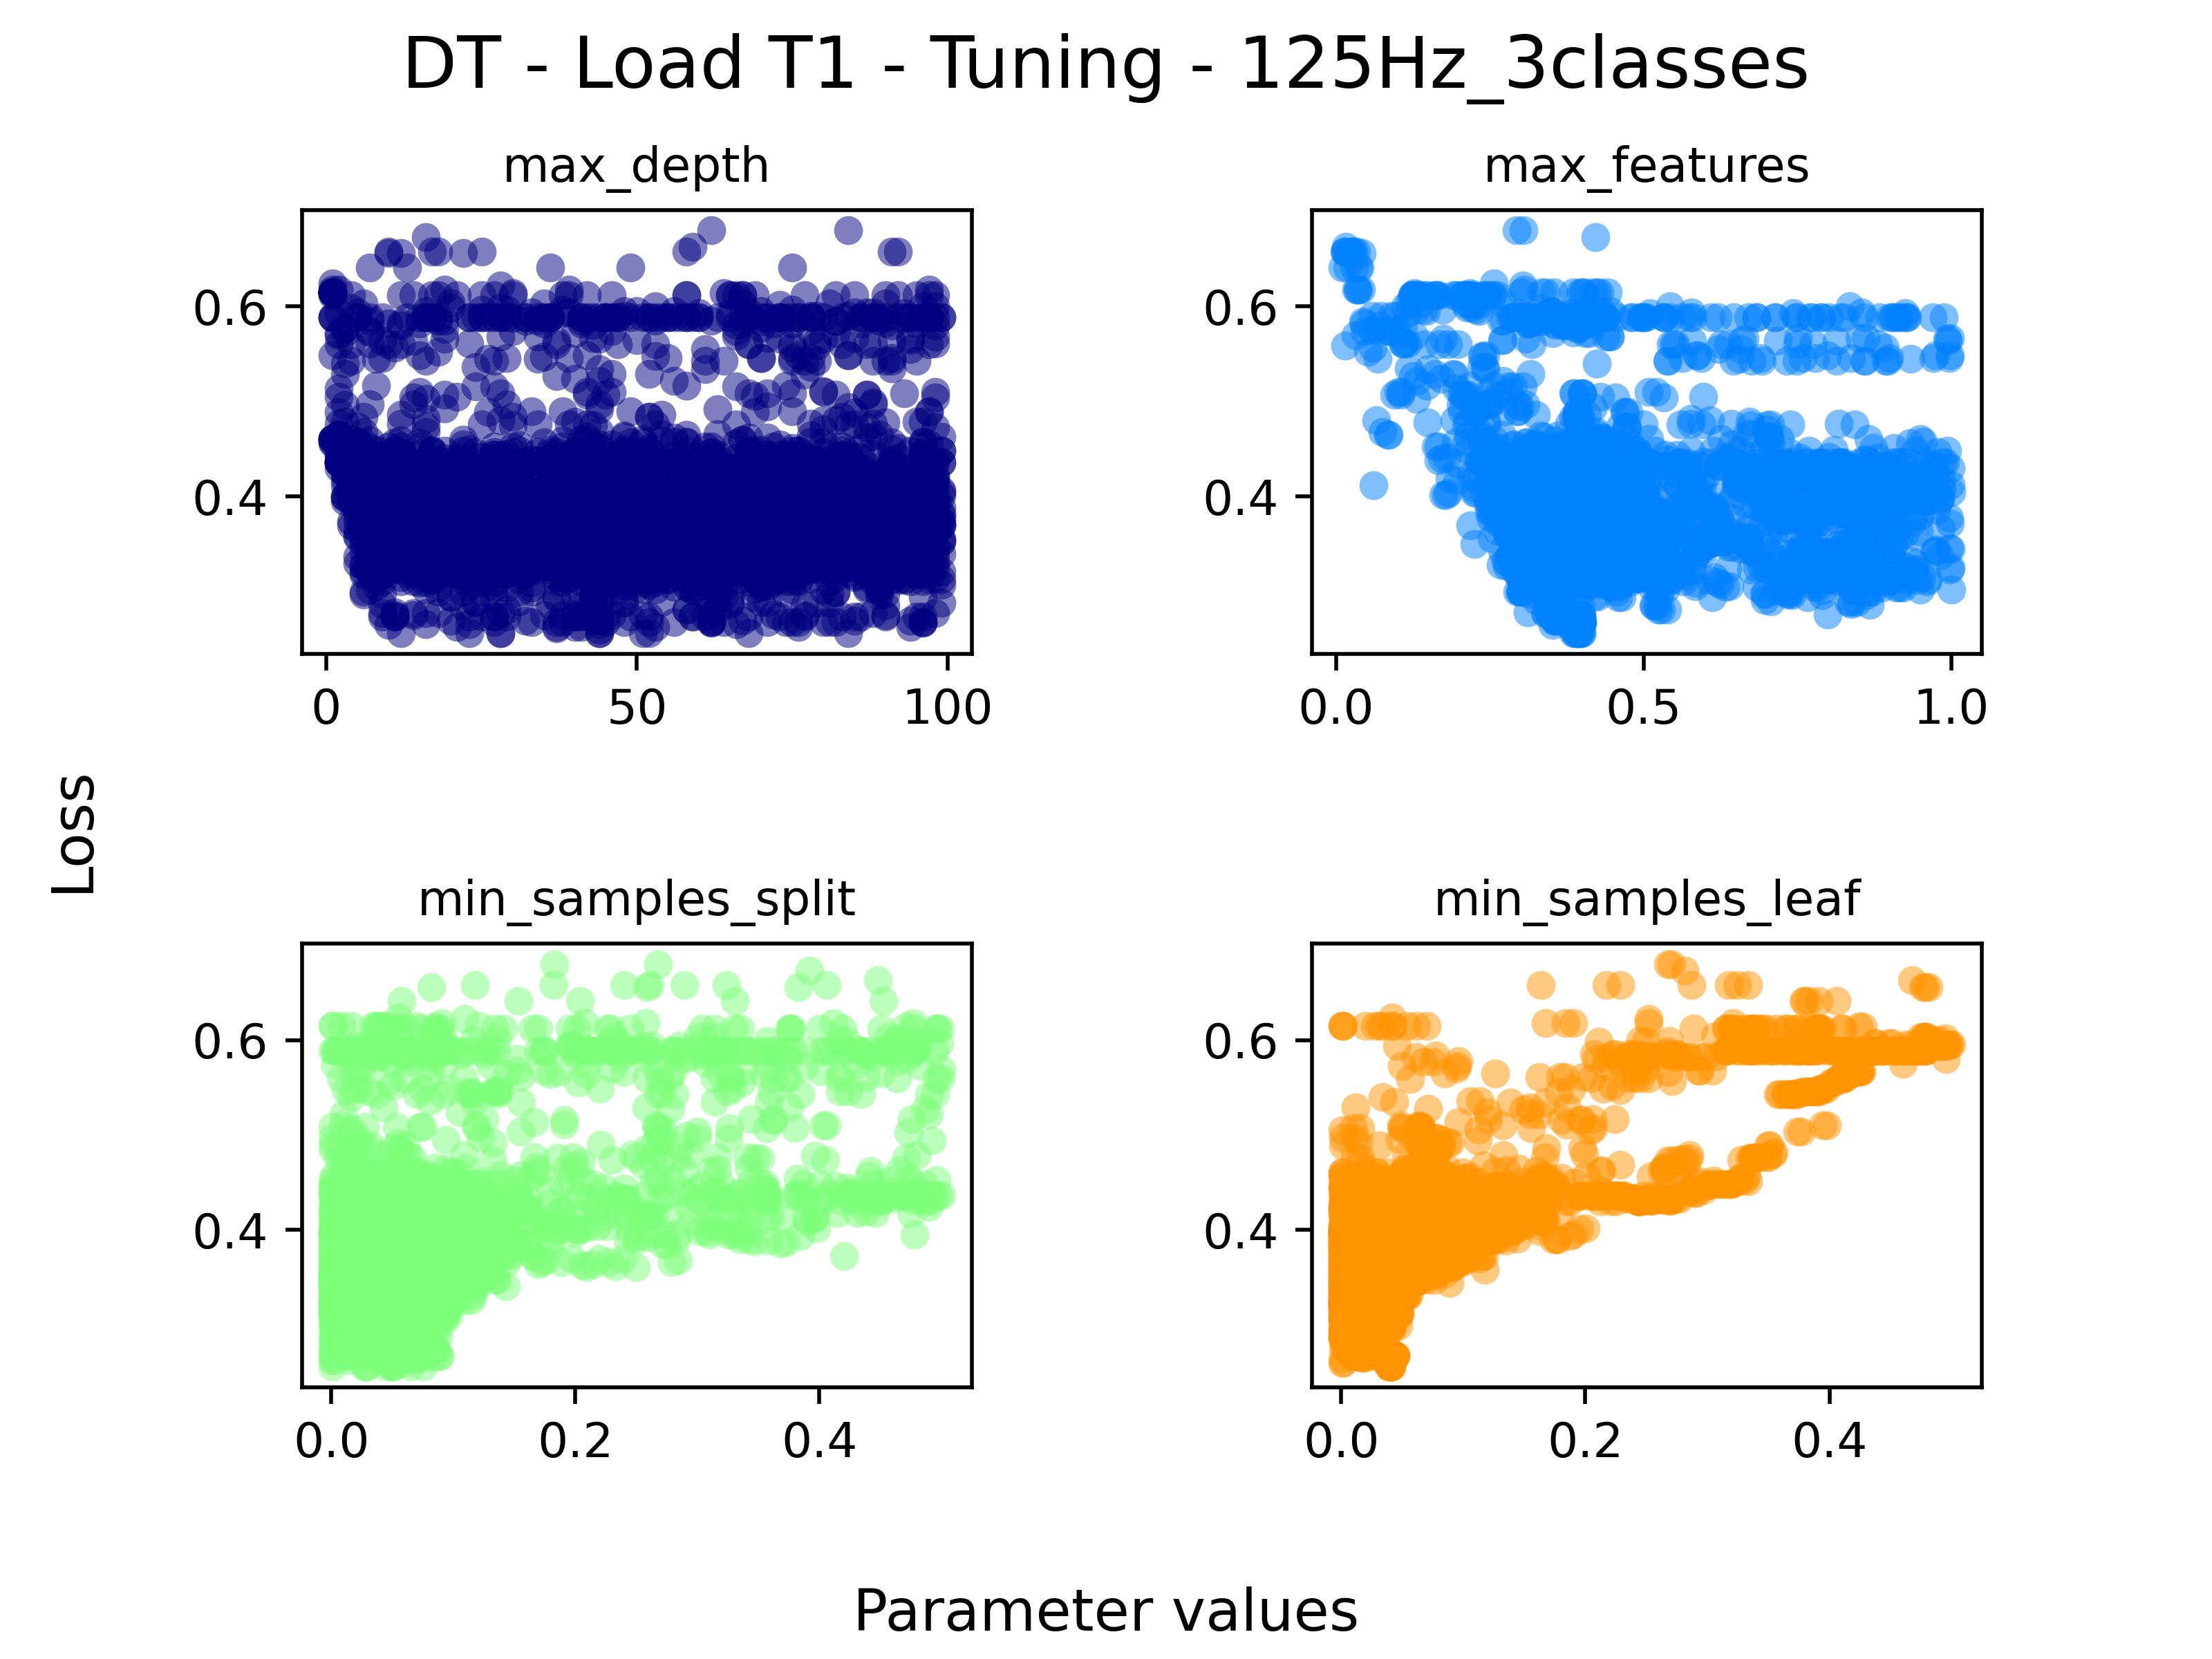 DT - Load T1 - Tuning - 125Hz_3classes
max_depth
max_features
0.6
0.4
0
50
100
0.6
0.4
0.0
0.5
1.0
Loss
min_samples_split
min_samples_leaf
0.6
0.4
0.0
0.2
0.4
0.6
0.4
0.0
0.2
0.4
Parameter values